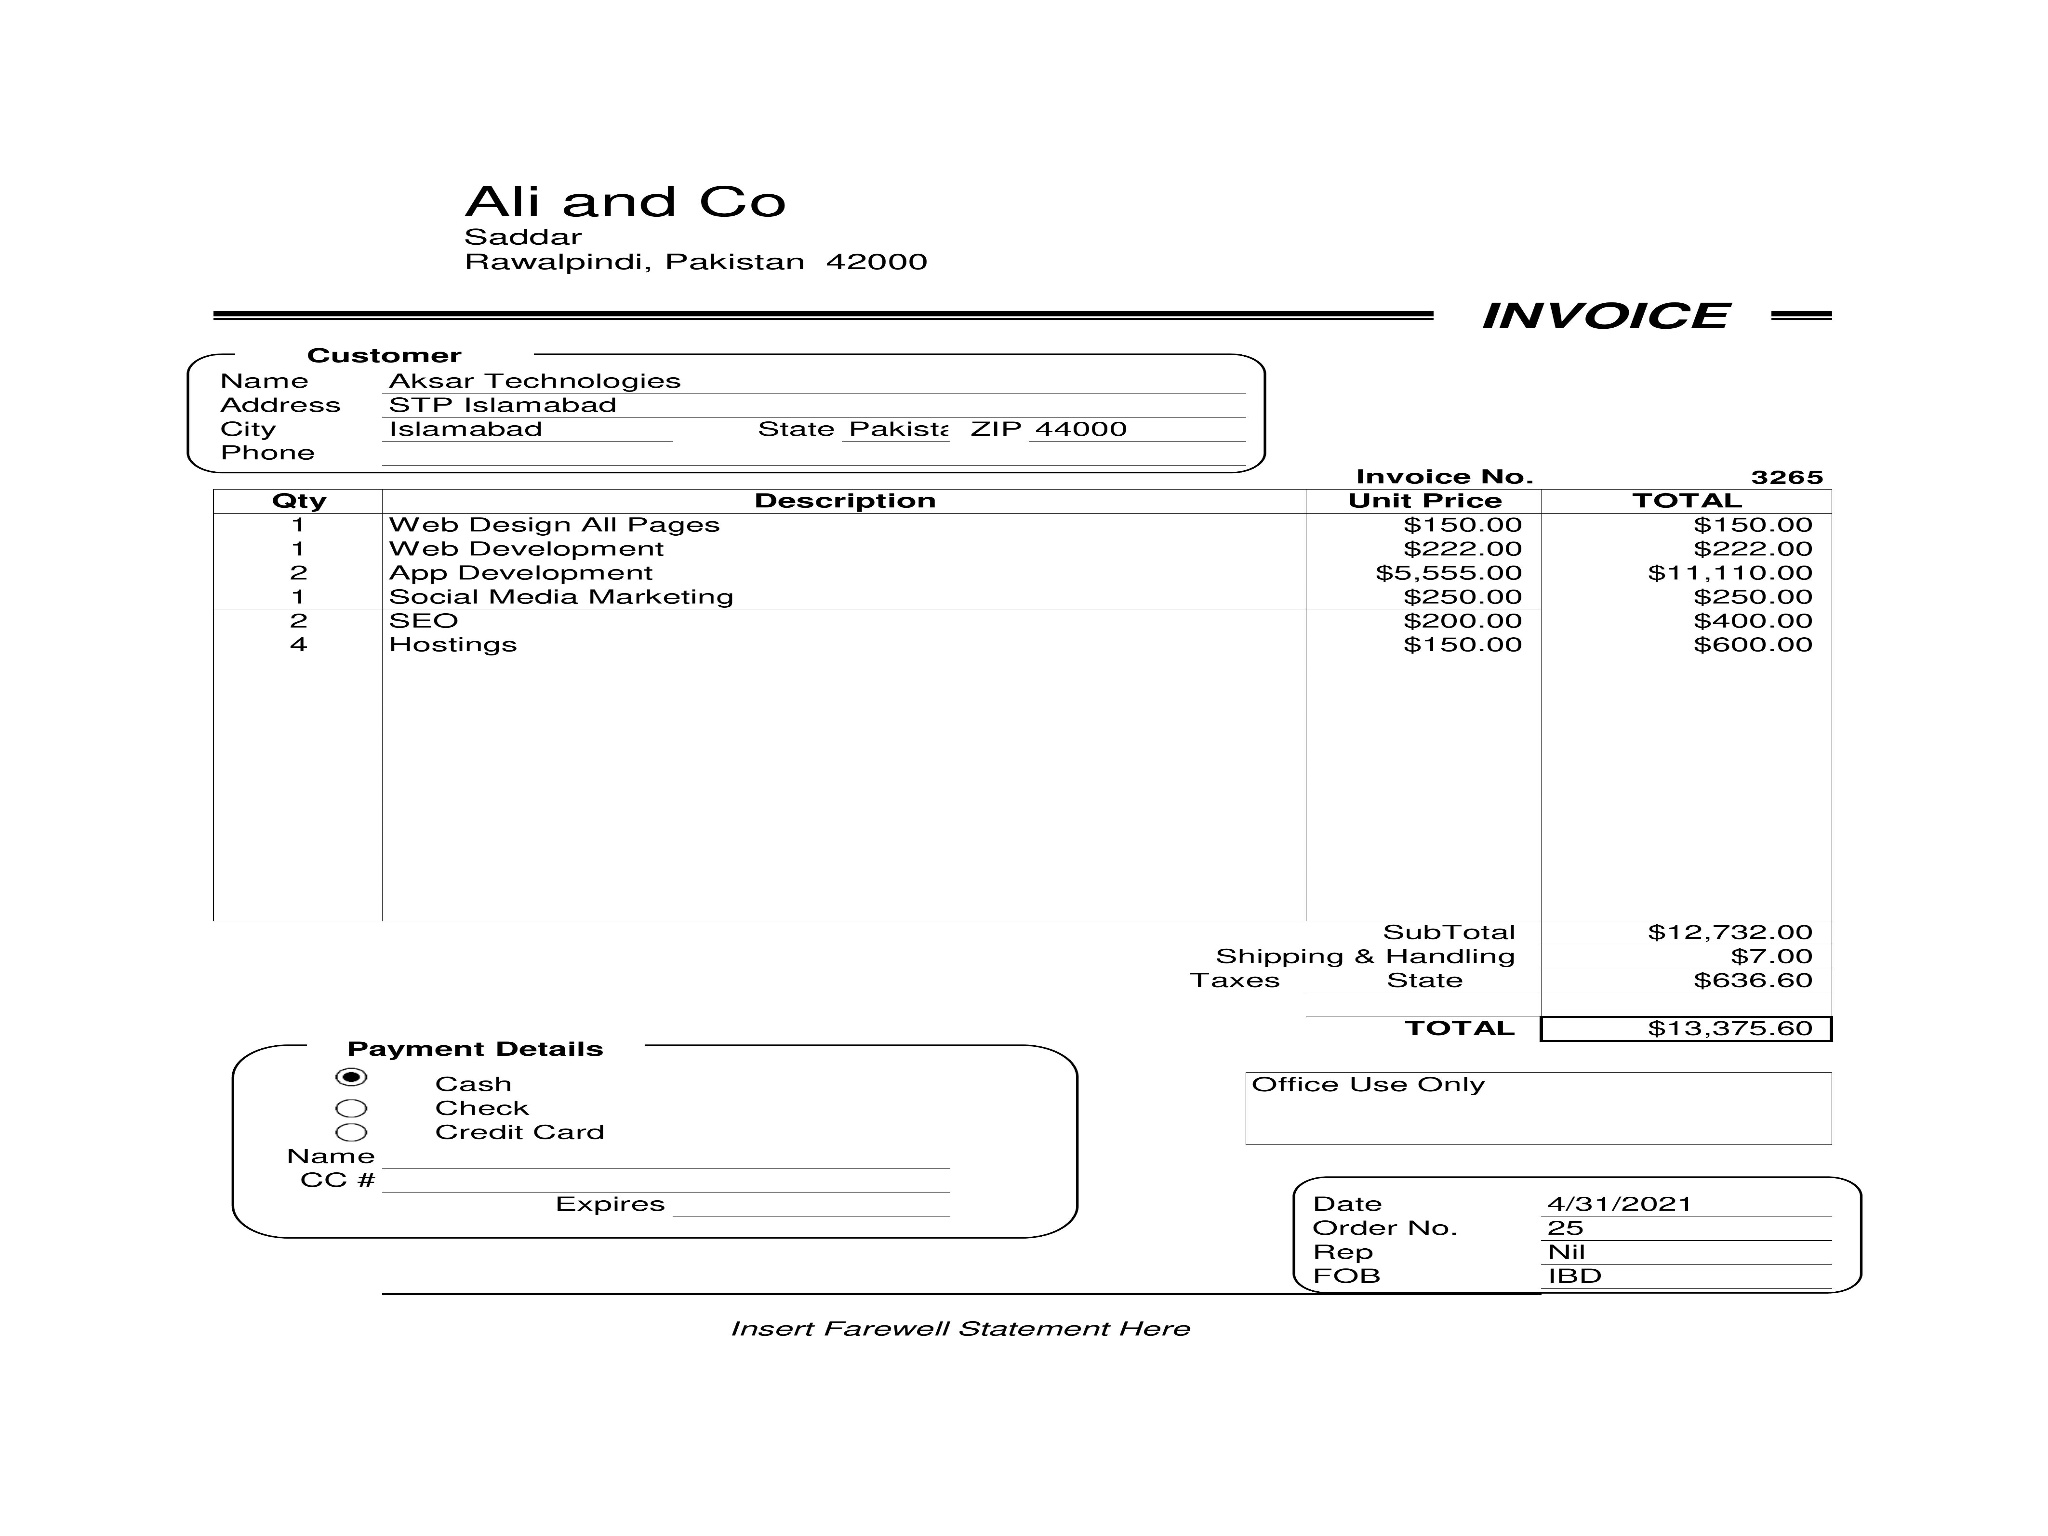 Ali and Co
Saddar
Rawalpindi, Pakistan 42000
INVOICE
Customer
Name Aksar Technologies
Address STP Islamabad
City Islamabad State Pakista ZIP 44000
Phone
Invoice No. 3265
Qty Description Unit Price TOTAL
1 Web Design All Pages $150.00 $150.00
1 Web Development $222.00 $222.00
2 App Development $5,555.00 $11,110.00
1 Social Media Marketing $250.00 $250.00
2 SEO $200.00 $400.00
4 Hostings $150.00 $600.00
SubTotal $12,732.00
Shipping & Handling $7.00
Taxes State $636.60
TOTAL $13,375.60
Payment Details
Cash
Check
Credit Card
Name
CC #
Expires
Office Use Only
Date 4/31/2021
Order No. 25
Rep Nil
FOB IBD
Insert Farewell Statement Here